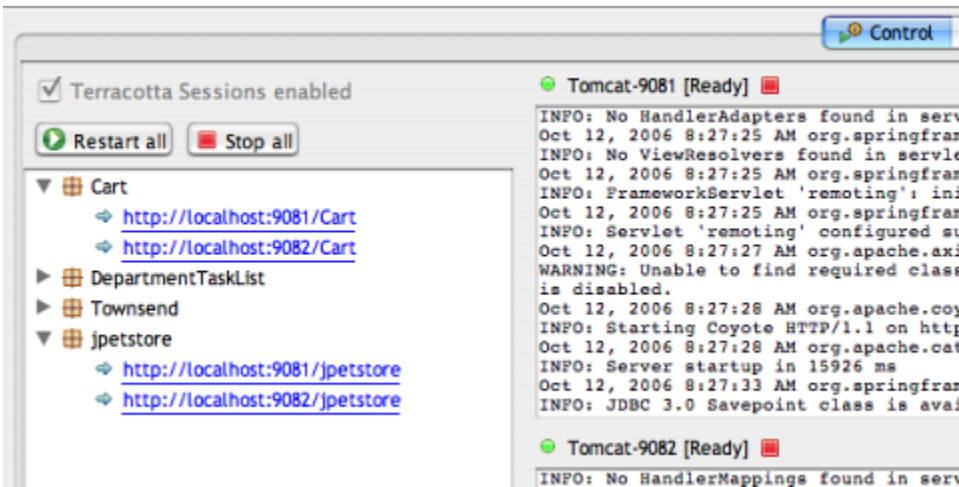 Control
Terracotta Sessions enabled
Restart all
Stop all
Cart
http://localhost:9081/Cart
http://localhost:9082/Cart
DepartmentTaskList
Townsend
jpetstore
http://localhost:9081/jpetstore
http://localhost:9082/jpetstore
Tomcat-9081 [Ready]
INFO: No HandlerAdapters found in serv
Oct 12, 2006 8:27:25 AM org.springfram
INFO: No ViewResolvers found in servle
Oct 12, 2006 8:27:25 AM org.springfram
INFO: FrameworkServlet 'remoting': ini
Oct 12, 2006 8:27:25 AM org.springfram
INFO: Servlet 'remoting' configured su
Oct 12, 2006 8:27:27 AM org.apache.axi
WARNING: Unable to find required class
is disabled.
Oct 12, 2006 8:27:28 AM org.apache.coy
INFO: Starting Coyote HTTP/1.1 on http
Oct 12, 2006 8:27:28 AM org.apache.cat
INFO: Server startup in 15926 ms
Oct 12, 2006 8:27:33 AM org.springfram
INFO: JDBC 3.0 Savepoint class is avai
Tomcat-9082 [Ready]
INFO: No HandlerMappings found in serv